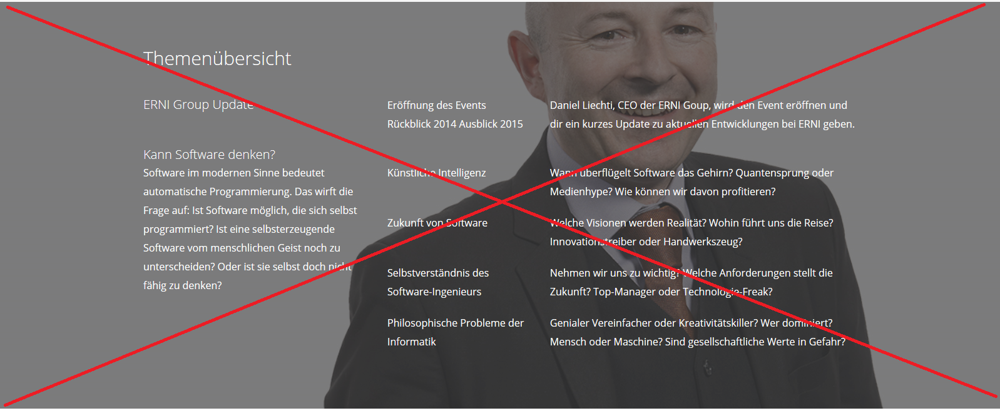 Themenübersicht
ERNI Group Update
Eröffnung des Events
Rückblick 2014 Ausblick 2015
Daniel Liechti, CEO der ERNI Goup, wird den Event eröffnen und
dir ein kurzes Update zu aktuellen Entwicklungen bei ERNI geben.
Kann Software denken?
Software im modernen Sinne bedeutet
automatische Programmierung. Das wirft die
Frage auf: Ist Software möglich, die sich selbst
programmiert? Ist eine selbsterzeugende
Software vom menschlichen Geist noch zu
unterscheiden? Oder ist sie selbst doch nicht
fähig zu denken?
Künstliche Intelligenz
Wann überflügelt Software das Gehirn? Quantensprung oder
Medienhype? Wie können wir davon profitieren?
Zukunft von Software
Welche Visionen werden Realität? Wohin führt uns die Reise?
Innovationstreiber oder Handwerkszeug?
Selbstverständnis des
Software-Ingenieurs
Nehmen wir uns zu wichtig? Welche Anforderungen stellt die
Zukunft? Top-Manager oder Technologie-Freak?
Philosophische Probleme der
Informatik
Genialer Vereinfacher oder Kreativitätskiller? Wer dominiert?
Mensch oder Maschine? Sind gesellschaftliche Werte in Gefahr?